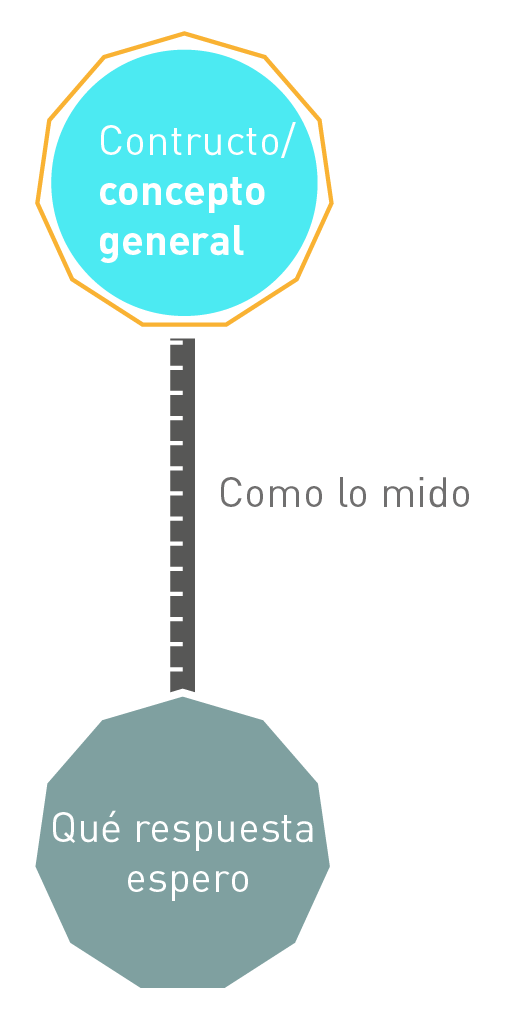 Contructo/
concepto
general
Como lo mido
Qué respuesta
espero